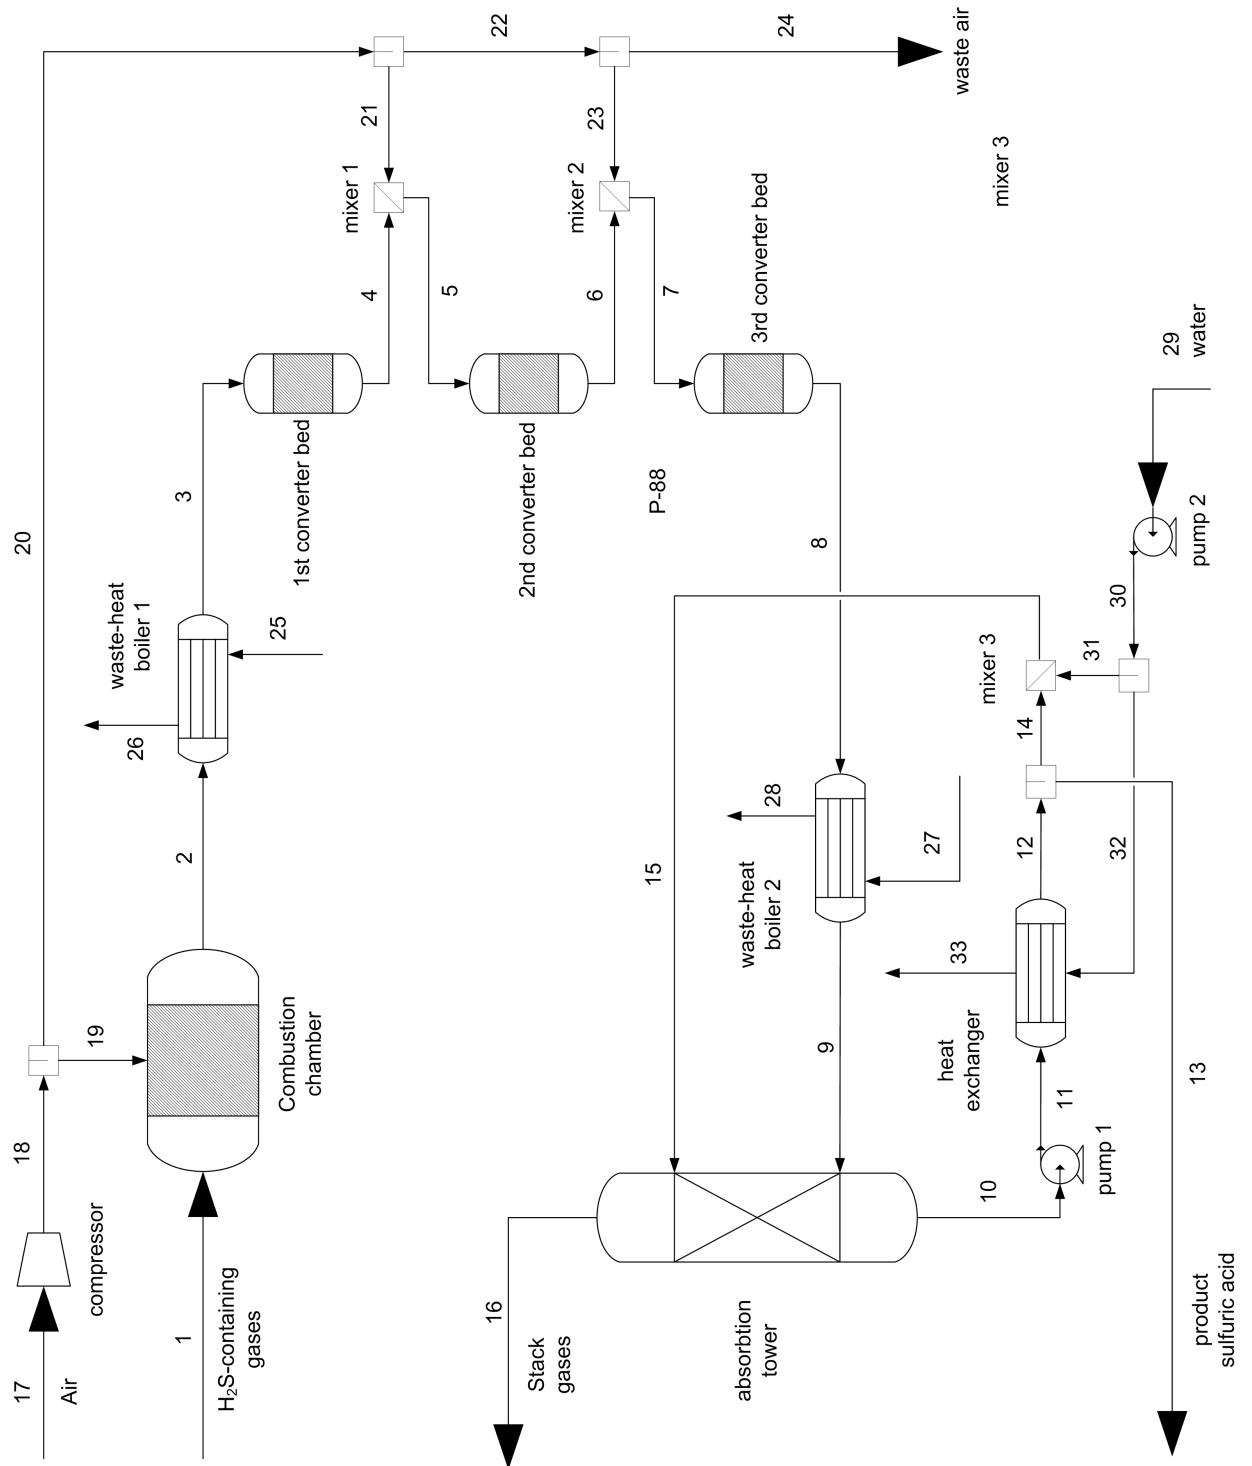 17
18
20
Air
compressor
19
waste-heat
boiler 1
26
1
2
3
H₂S-containing
gases
25
Combustion
chamber
1st converter bed
mixer 1
21
4
5
16
22
2nd converter bed
Stack
gases
mixer 2
23
6
15
P-88
7
absorbtion
tower
waste-heat
boiler 2
28
3rd converter bed
24
9
8
27
waste air
heat
exchanger
33
10
mixer 3
mixer 3
12
14
11
31
pump 1
32
30
29
water
product
sulfuric acid
13
pump 2